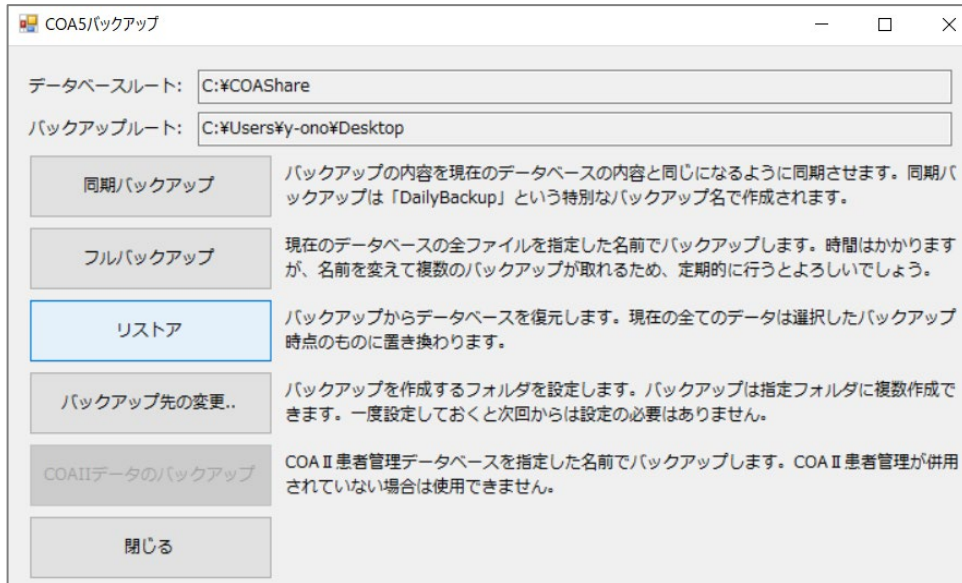 COA5バックアップ
データベースルート: C:¥COAShare
バックアップルート: C:¥Users¥y-ono¥Desktop
同期バックアップ
バックアップの内容を現在のデータベースの内容と同じになるように同期させます。同期バ
ックアップは「DailyBackup」という特別なバックアップ名で作成されます。
フルバックアップ
現在のデータベースの全ファイルを指定した名前でバックアップします。時間はかかります
が、名前を変えて複数のバックアップが取れるため、定期的に行うとよろしいでしょう。
リストア
バックアップからデータベースを復元します。現在の全てのデータは選択したバックアップ
時点のものに置き換わります。
バックアップ先の変更..
バックアップを作成するフォルダを設定します。バックアップは指定フォルダに複数作成で
きます。一度設定しておくと次回からは設定の必要はありません。
COAIIデータのバックアップ
COAⅡ患者管理データベースを指定した名前でバックアップします。COAⅡ患者管理が併用
されていない場合は使用できません。
閉じる